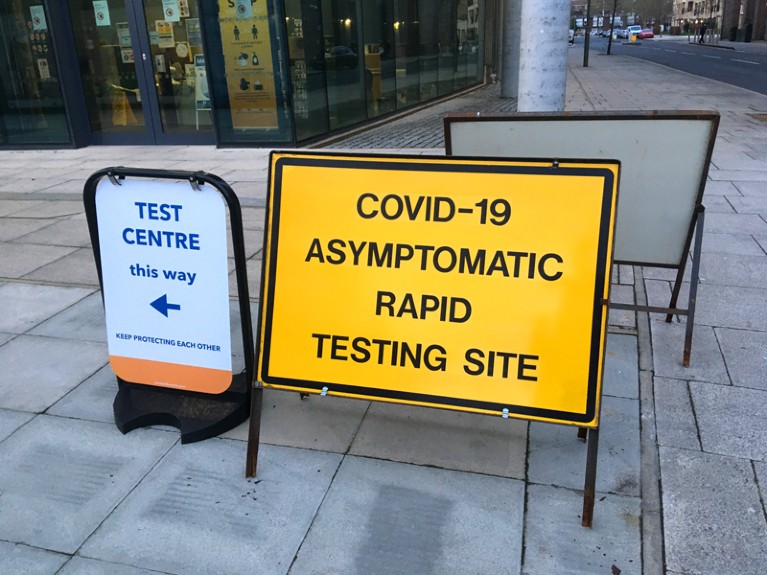 TEST
CENTRE
this way
KEEP PROTECTING EACH OTHER
COVID-19
ASYMPTOMATIC
RAPID
TESTING SITE